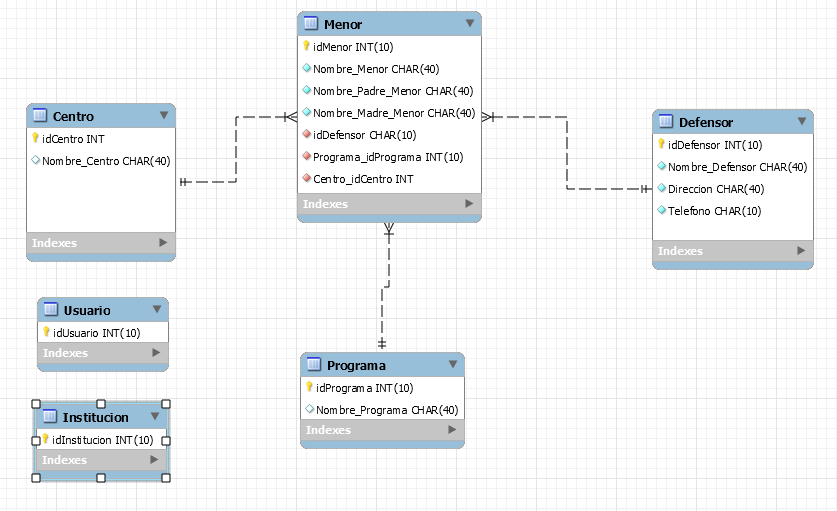 Menor
idMenor INT(10)
Nombre_Menor CHAR(40)
Nombre_Padre_Menor CHAR(40)
Nombre_Madre_Menor CHAR(40)
idDefensor CHAR(10)
Programa_idPrograma INT(10)
Centro_idCentro INT
Indexes
Centro
idCentro INT
Nombre_Centro CHAR(40)
Indexes
Defensor
idDefensor INT(10)
Nombre_Defensor CHAR(40)
Direccion CHAR(40)
Telefono CHAR(10)
Indexes
Usuario
idUsuario INT(10)
Indexes
Programa
idPrograma INT(10)
Nombre_Programa CHAR(40)
Indexes
Institucion
idInstitucion INT(10)
Indexes